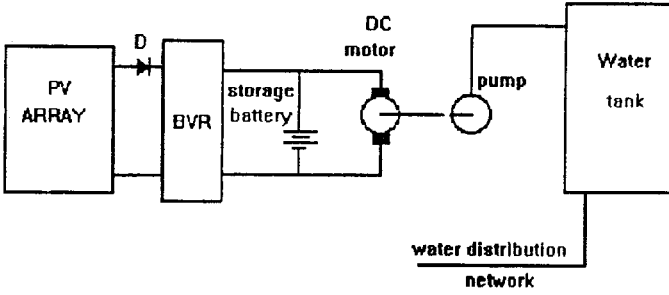 DC
motor
D
PV
ARRAY
BVR
storage
battery
pump
Water
tank
water distribution
network